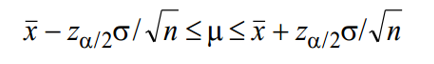 x̄ − z_{α/2}σ/√n ≤ μ ≤ x̄ + z_{α/2}σ/√n